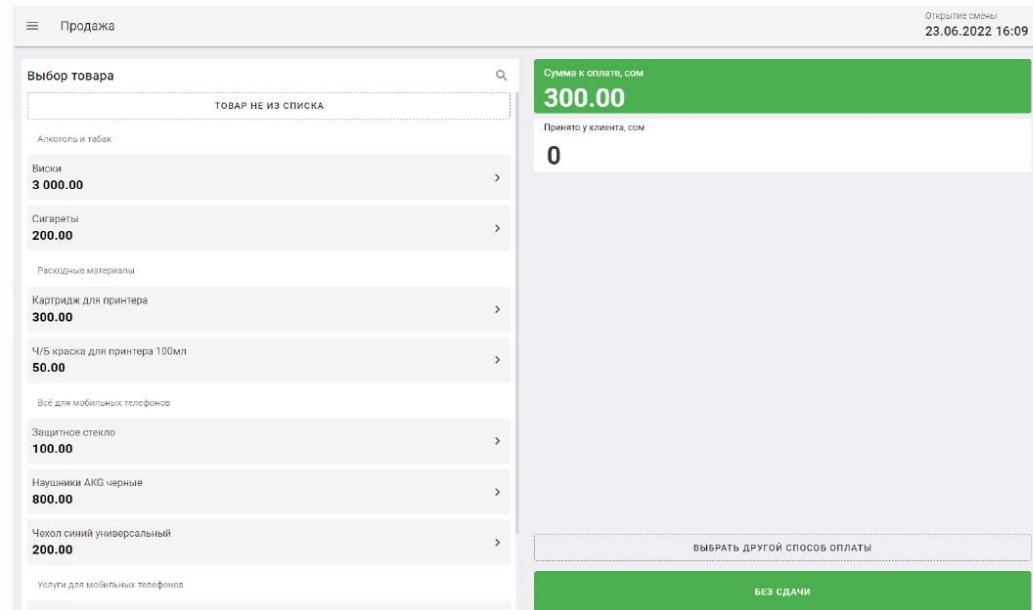 Продажа
Открытие смены
23.06.2022 16:09
Выбор товара
ТОВАР НЕ ИЗ СПИСКА
Алкоголь и табак
Виски
3 000.00
Сигареты
200.00
Расходные материалы
Картридж для принтера
300.00
Ч/Б краска для принтера 100мл
50.00
Всё для мобильных телефонов
Защитное стекло
100.00
Наушники AKG черные
800.00
Чехол синий универсальный
200.00
Услуги для мобильных телефонов
Сумма к оплате, сом
300.00
Принято у клиента, сом
0
ВЫБРАТЬ ДРУГОЙ СПОСОБ ОПЛАТЫ
БЕЗ СДАЧИ